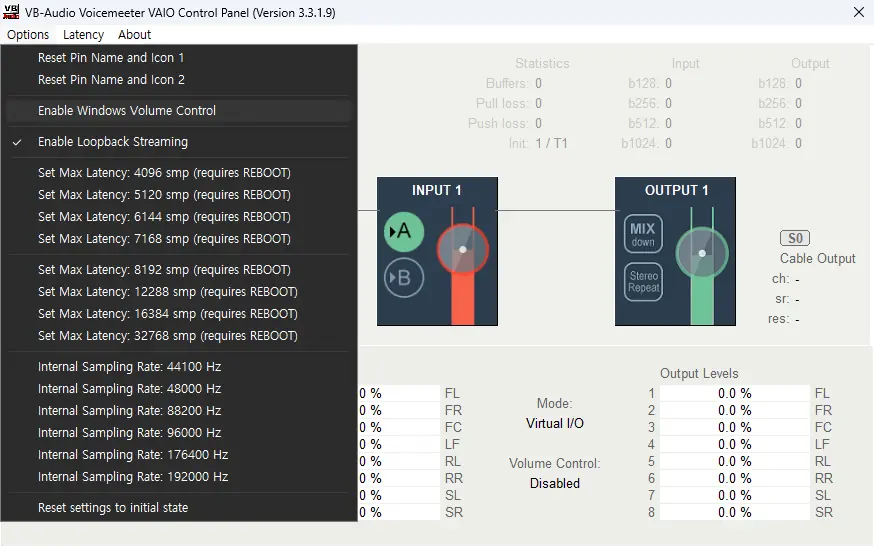 VB-Audio Voicemeeter VAIO Control Panel (Version 3.3.1.9)
Options Latency About
Reset Pin Name and Icon 1
Reset Pin Name and Icon 2
Enable Windows Volume Control
Enable Loopback Streaming
Set Max Latency: 4096 smp (requires REBOOT)
Set Max Latency: 5120 smp (requires REBOOT)
Set Max Latency: 6144 smp (requires REBOOT)
Set Max Latency: 7168 smp (requires REBOOT)
Set Max Latency: 8192 smp (requires REBOOT)
Set Max Latency: 12288 smp (requires REBOOT)
Set Max Latency: 16384 smp (requires REBOOT)
Set Max Latency: 32768 smp (requires REBOOT)
Internal Sampling Rate: 44100 Hz
Internal Sampling Rate: 48000 Hz
Internal Sampling Rate: 88200 Hz
Internal Sampling Rate: 96000 Hz
Internal Sampling Rate: 176400 Hz
Internal Sampling Rate: 192000 Hz
Reset settings to initial state
Statistics Input Output
Buffers: 0 b128: 0 b128: 0
Pull loss: 0 b256: 0 b256: 0
Push loss: 0 b512: 0 b512: 0
Init: 1 / T1 b1024: 0 b1024: 0
INPUT 1
A
B
OUTPUT 1
MIX
down
Stereo
Repeat
S0
Cable Output
ch: -
sr: -
res: -
0 % FL
0 % FR
0 % FC
0 % LF
0 % RL
0 % RR
0 % SL
0 % SR
Mode:
Virtual I/O
Volume Control:
Disabled
Output Levels
1 0.0 % FL
2 0.0 % FR
3 0.0 % FC
4 0.0 % LF
5 0.0 % RL
6 0.0 % RR
7 0.0 % SL
8 0.0 % SR